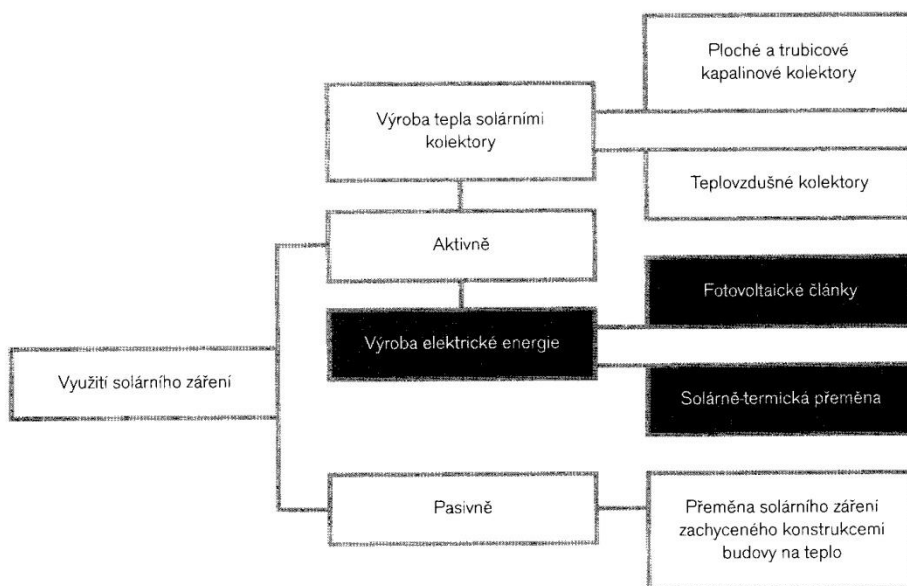 Ploché a trubicové
kapalinové kolektory
Výroba tepla solárními
kolektory
Teplovzdušné kolektory
Aktivně
Fotovoltaické články
Výroba elektrické energie
Využití solárního záření
Solárně-termická přeměna
Pasivně
Přeměna solárního záření
zachyceného konstrukcemi
budovy na teplo